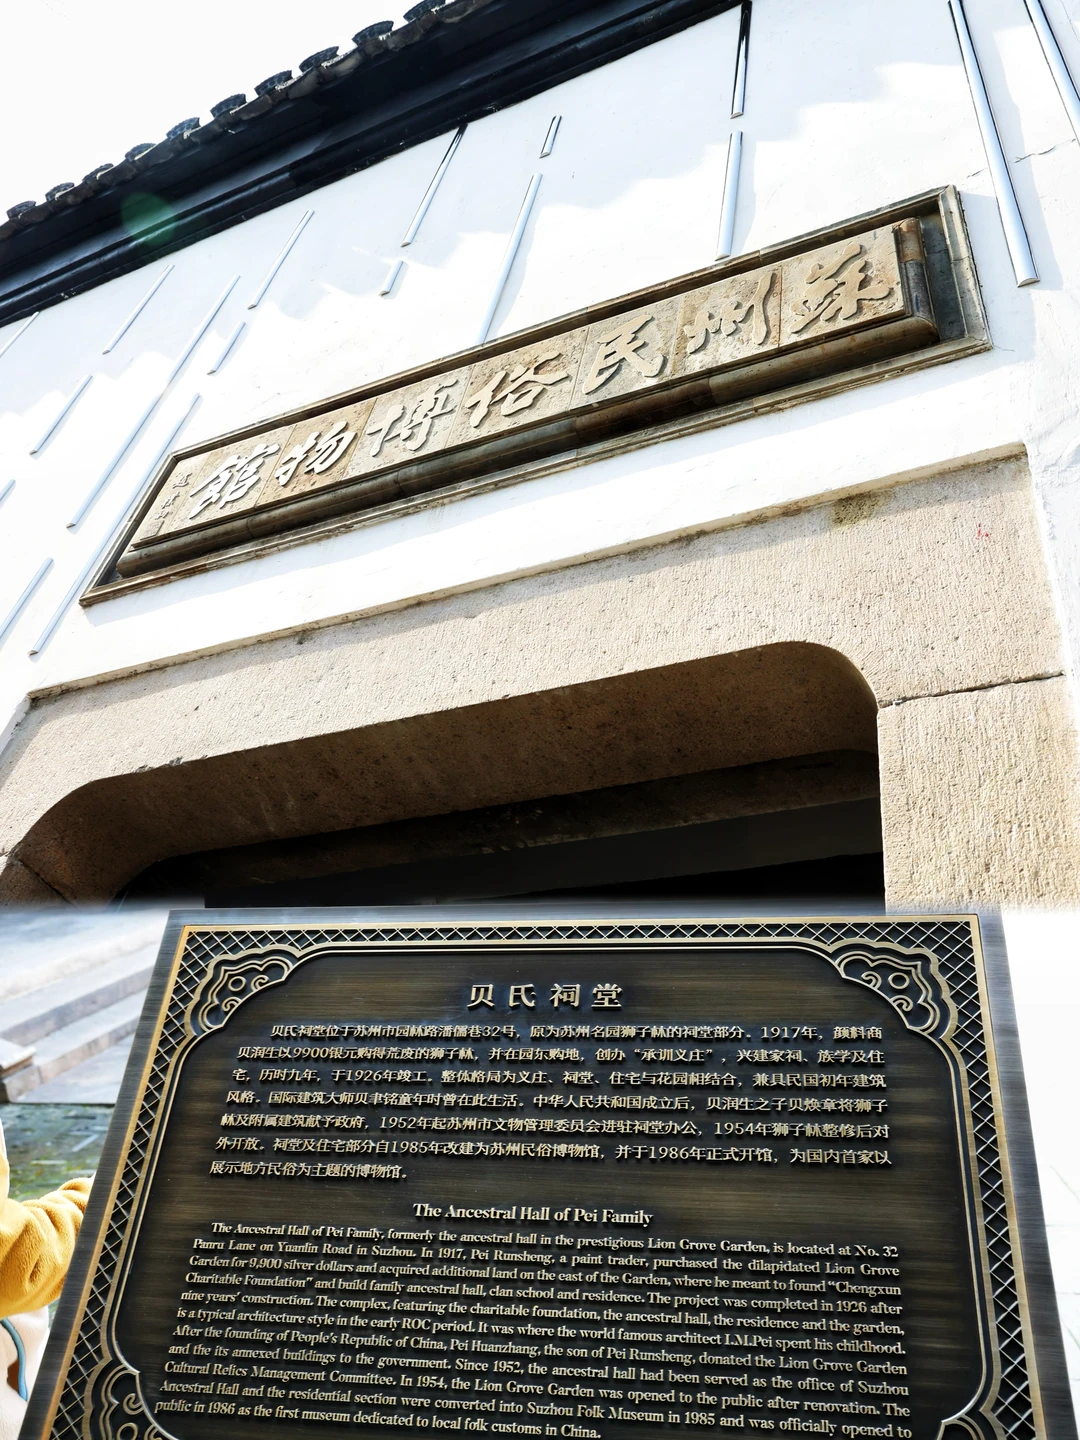 蘇州民俗博物館
贝氏祠堂
贝氏祠堂位于苏州市园林路潘儒巷32号，原为苏州名园狮子林的祠堂部分。1917年，颜料商
贝润生以9900银元购得荒废的狮子林，并在园东购地，创办“承训义庄”，兴建家祠、族学及住
宅，历时九年，于1926年竣工。整体格局为义庄、祠堂、住宅与花园相结合，兼具民国初年建筑
风格。国际建筑大师贝聿铭童年时曾在此生活。中华人民共和国成立后，贝润生之子贝焕章将狮子
林及附属建筑献予政府，1952年起苏州市文物管理委员会进驻祠堂办公，1954年狮子林整修后对
外开放。祠堂及住宅部分自1985年改建为苏州民俗博物馆，并于1986年正式开馆，为国内首家以
展示地方民俗为主题的博物馆。
The Ancestral Hall of Pei Family
The Ancestral Hall of Pei Family, formerly the ancestral hall in the prestigious Lion Grove Garden, is located at No. 32
Panru Lane on Yuanlin Road in Suzhou. In 1917, Pei Runsheng, a paint trader, purchased the dilapidated Lion Grove
Garden for 9,900 silver dollars and acquired additional land on the east of the Garden, where he meant to found “Chengxun
Charitable Foundation” and build family ancestral hall, clan school and residence. The project was completed in 1926 after
nine years’ construction. The complex, featuring the charitable foundation, the ancestral hall, the residence and the garden,
is a typical architecture style in the early ROC period. It was where the world famous architect I.M.Pei spent his childhood.
After the founding of People’s Republic of China, Pei Huanzhang, the son of Pei Runsheng, donated the Lion Grove Garden
and the its annexed buildings to the government. Since 1952, the ancestral hall had been served as the office of Suzhou
Cultural Relics Management Committee. In 1954, the Lion Grove Garden was opened to the public after renovation. The
Ancestral Hall and the residential section were converted into Suzhou Folk Museum in 1985 and was officially opened to
public in 1986 as the first museum dedicated to local folk customs in China.